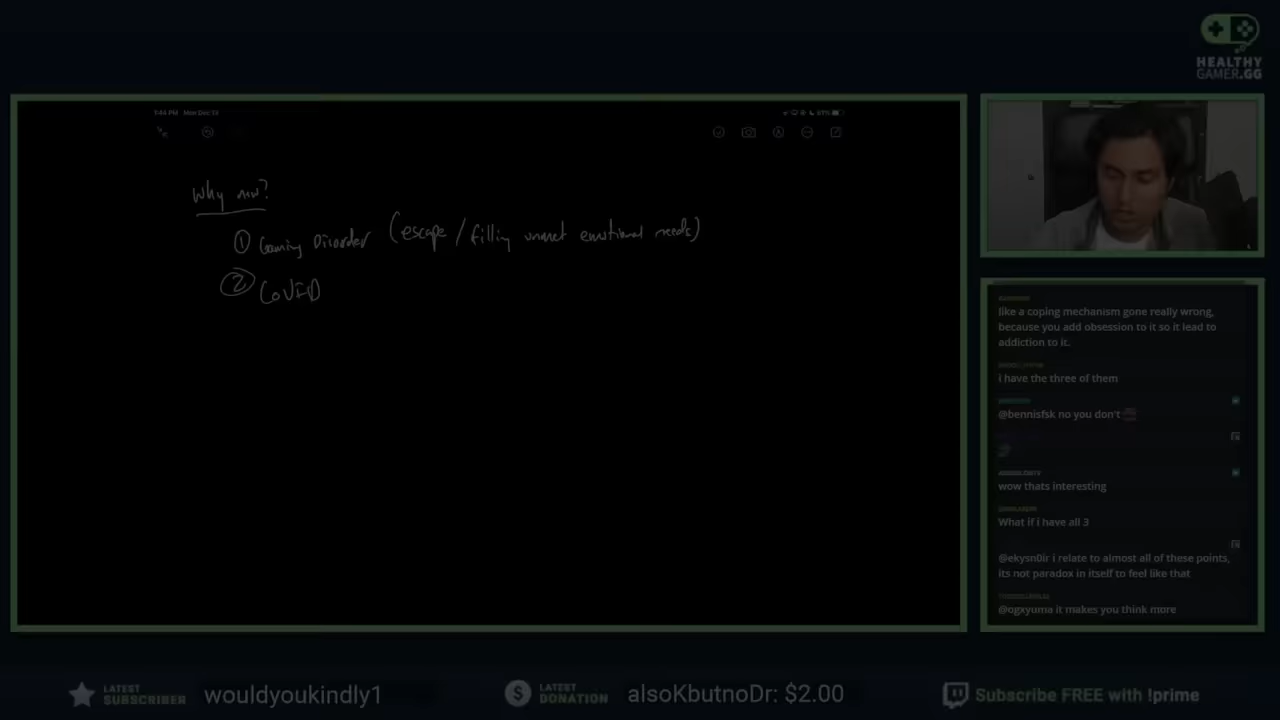 HEALTHY
GAMER.GG
Mon Dec
Why now?
① Gaming Disorder (escape / filling unmet emotional needs)
② COVID
like a coping mechanism gone really wrong,
because you add obsession to it so it lead to
addiction to it.
I have the three of them
@bennisfsk no you don't
wow thats interesting
What if i have all 3
@ekysn0ir i relate to almost all of these points,
its not paradox in itself to feel like that
@ogxyuma it makes you think more
LATEST
SUBSCRIBER
wouldyoukindly1
$
LATEST
DONATION
alsoKbutnoDr: $2.00
Subscribe FREE with !prime